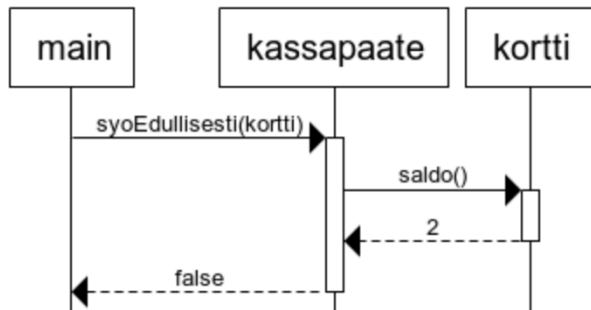 main
kassapaate
kortti
syoEdullisesti(kortti)
saldo()
2
false